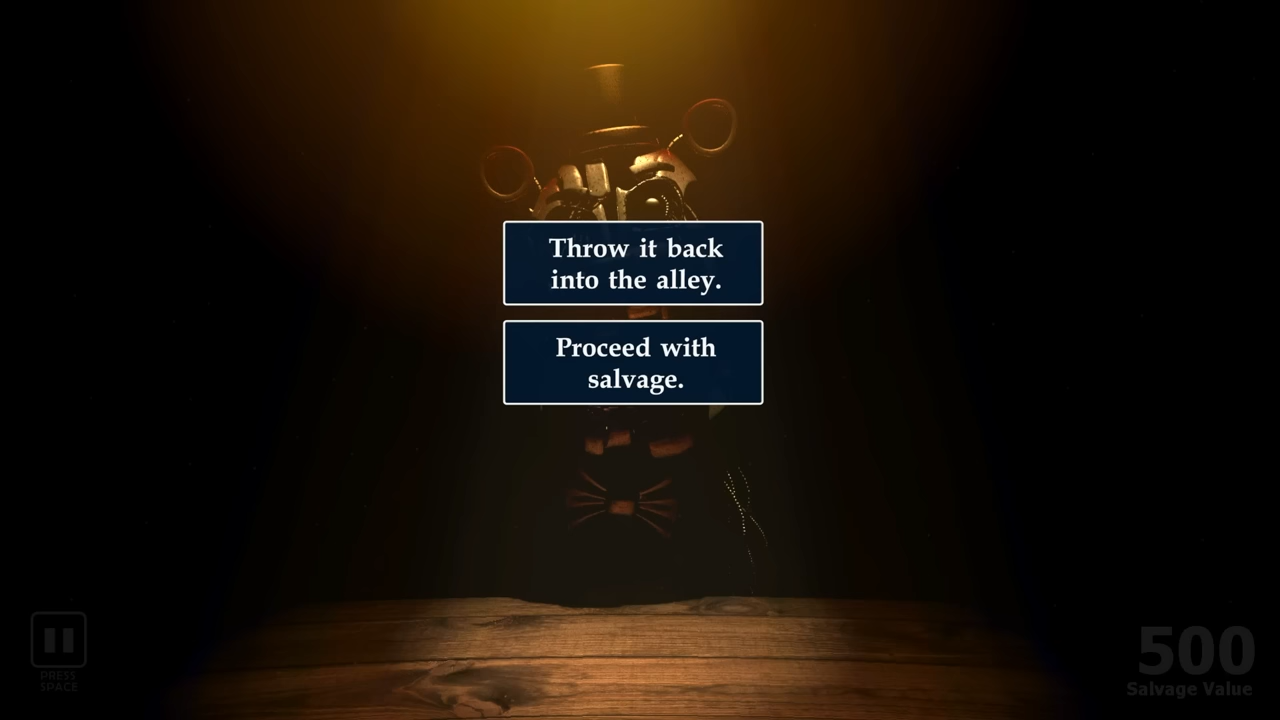 Throw it back
into the alley.
Proceed with
salvage.
PRESS
SPACE
500
Salvage Value